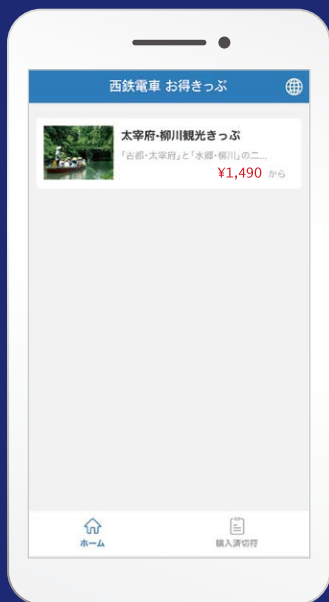 西鉄電車 お得きっぷ
太宰府・柳川観光きっぷ
「古都・太宰府」と「水郷・柳川」の二...
¥1,490 から
ホーム
購入済切符